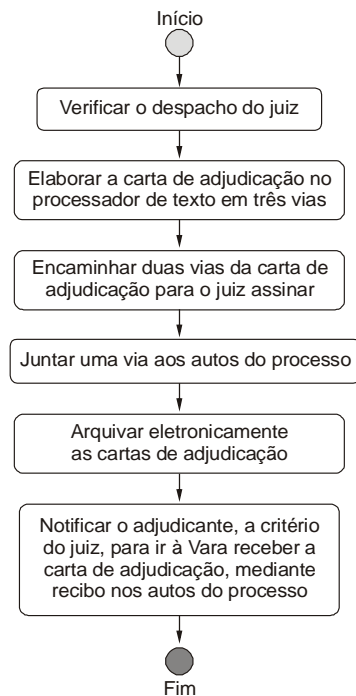 Início
Verificar o despacho do juiz
Elaborar a carta de adjudicação no
processador de texto em três vias
Encaminhar duas vias da carta de
adjudicação para o juiz assinar
Juntar uma via aos autos do processo
Arquivar eletronicamente
as cartas de adjudicação
Notificar o adjudicante, a critério
do juiz, para ir à Vara receber a
carta de adjudicação, mediante
recibo nos autos do processo
Fim